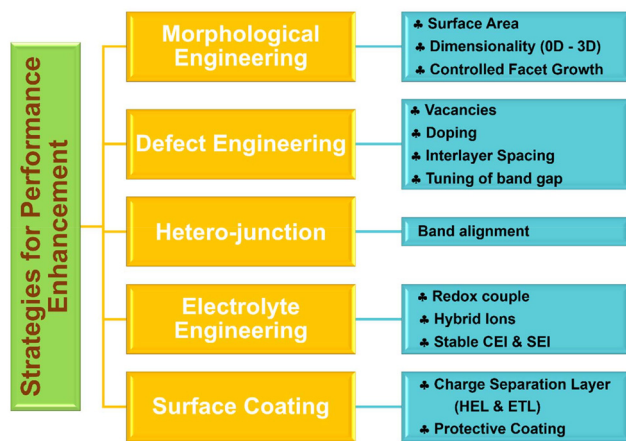 Strategies for Performance
Enhancement
Morphological
Engineering
♣ Surface Area
♣ Dimensionality (0D - 3D)
♣ Controlled Facet Growth
Defect Engineering
♣ Vacancies
♣ Doping
♣ Interlayer Spacing
♣ Tuning of band gap
Hetero-junction
Band alignment
Electrolyte
Engineering
♣ Redox couple
♣ Hybrid Ions
♣ Stable CEI & SEI
Surface Coating
♣ Charge Separation Layer
(HEL & ETL)
♣ Protective Coating